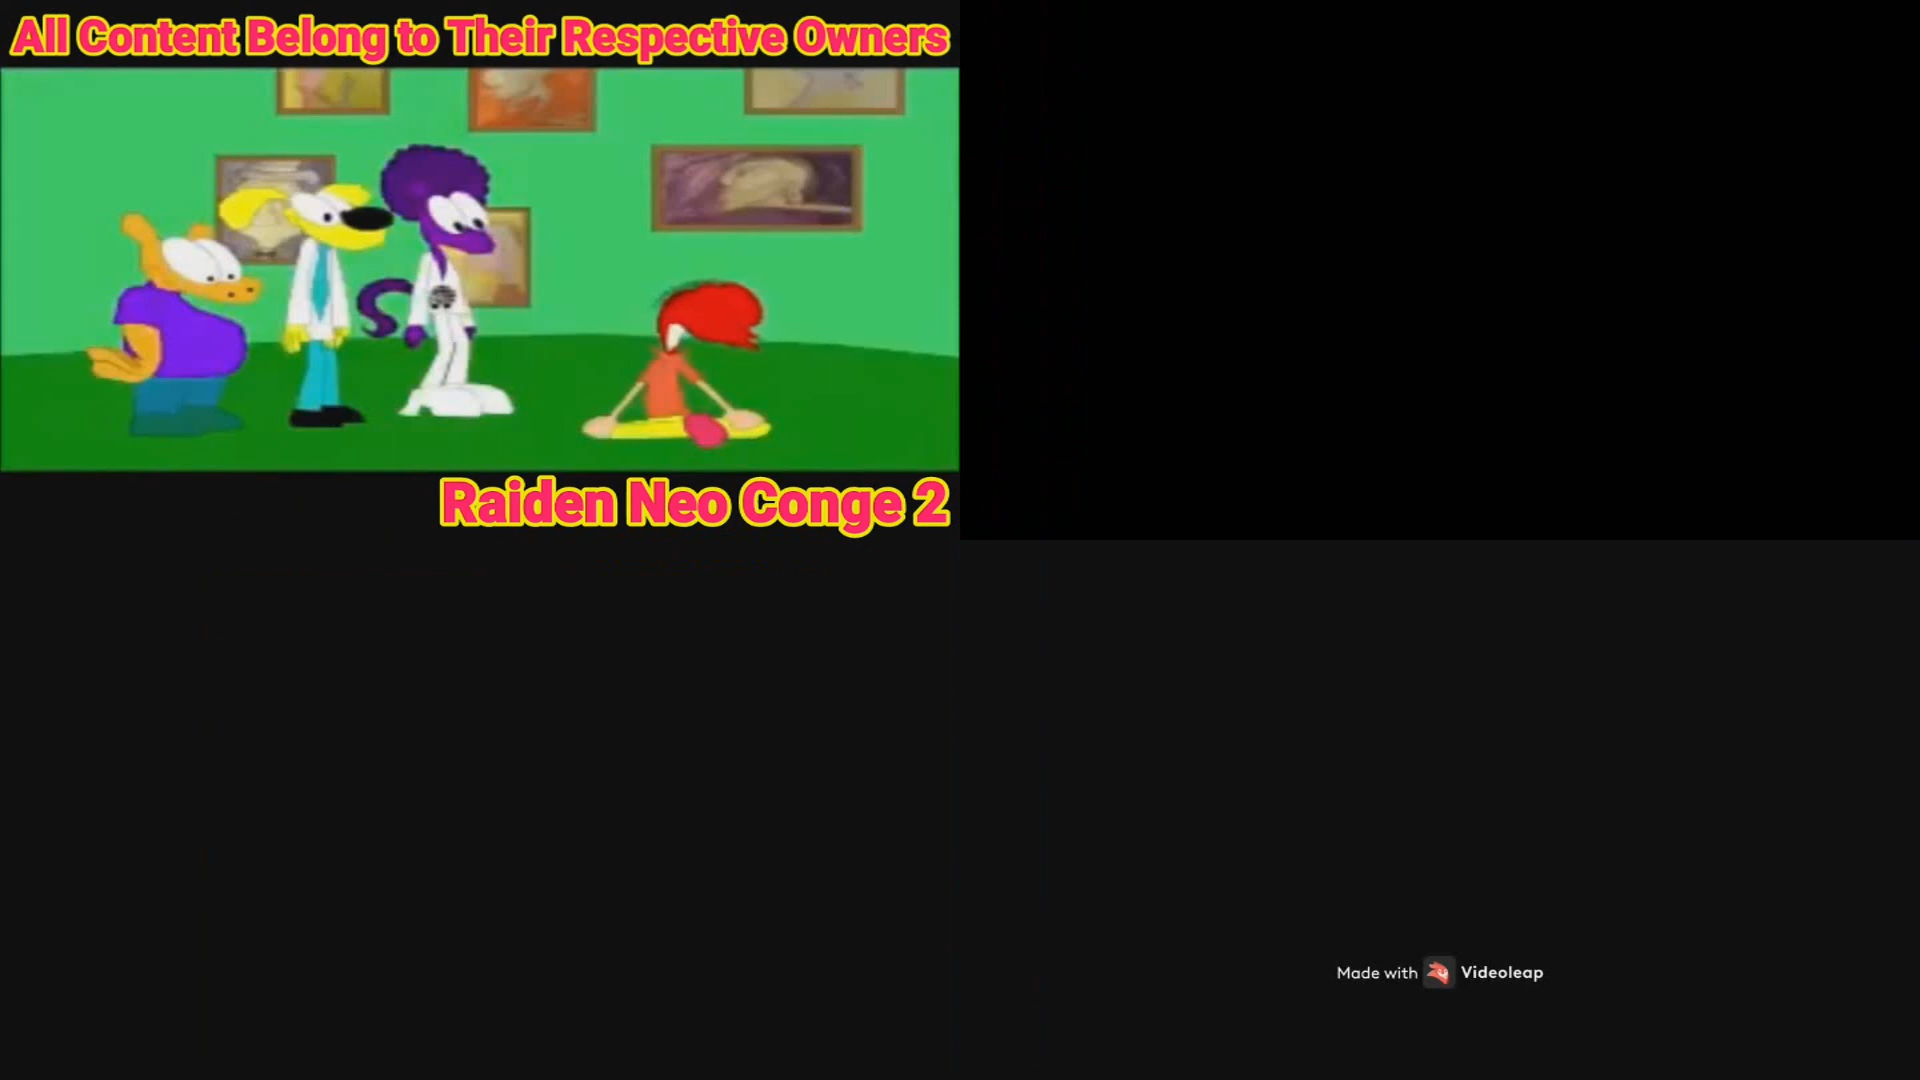 All Content Belong to Their Respective Owners
Raiden Neo Conge 2
Made with Videoleap